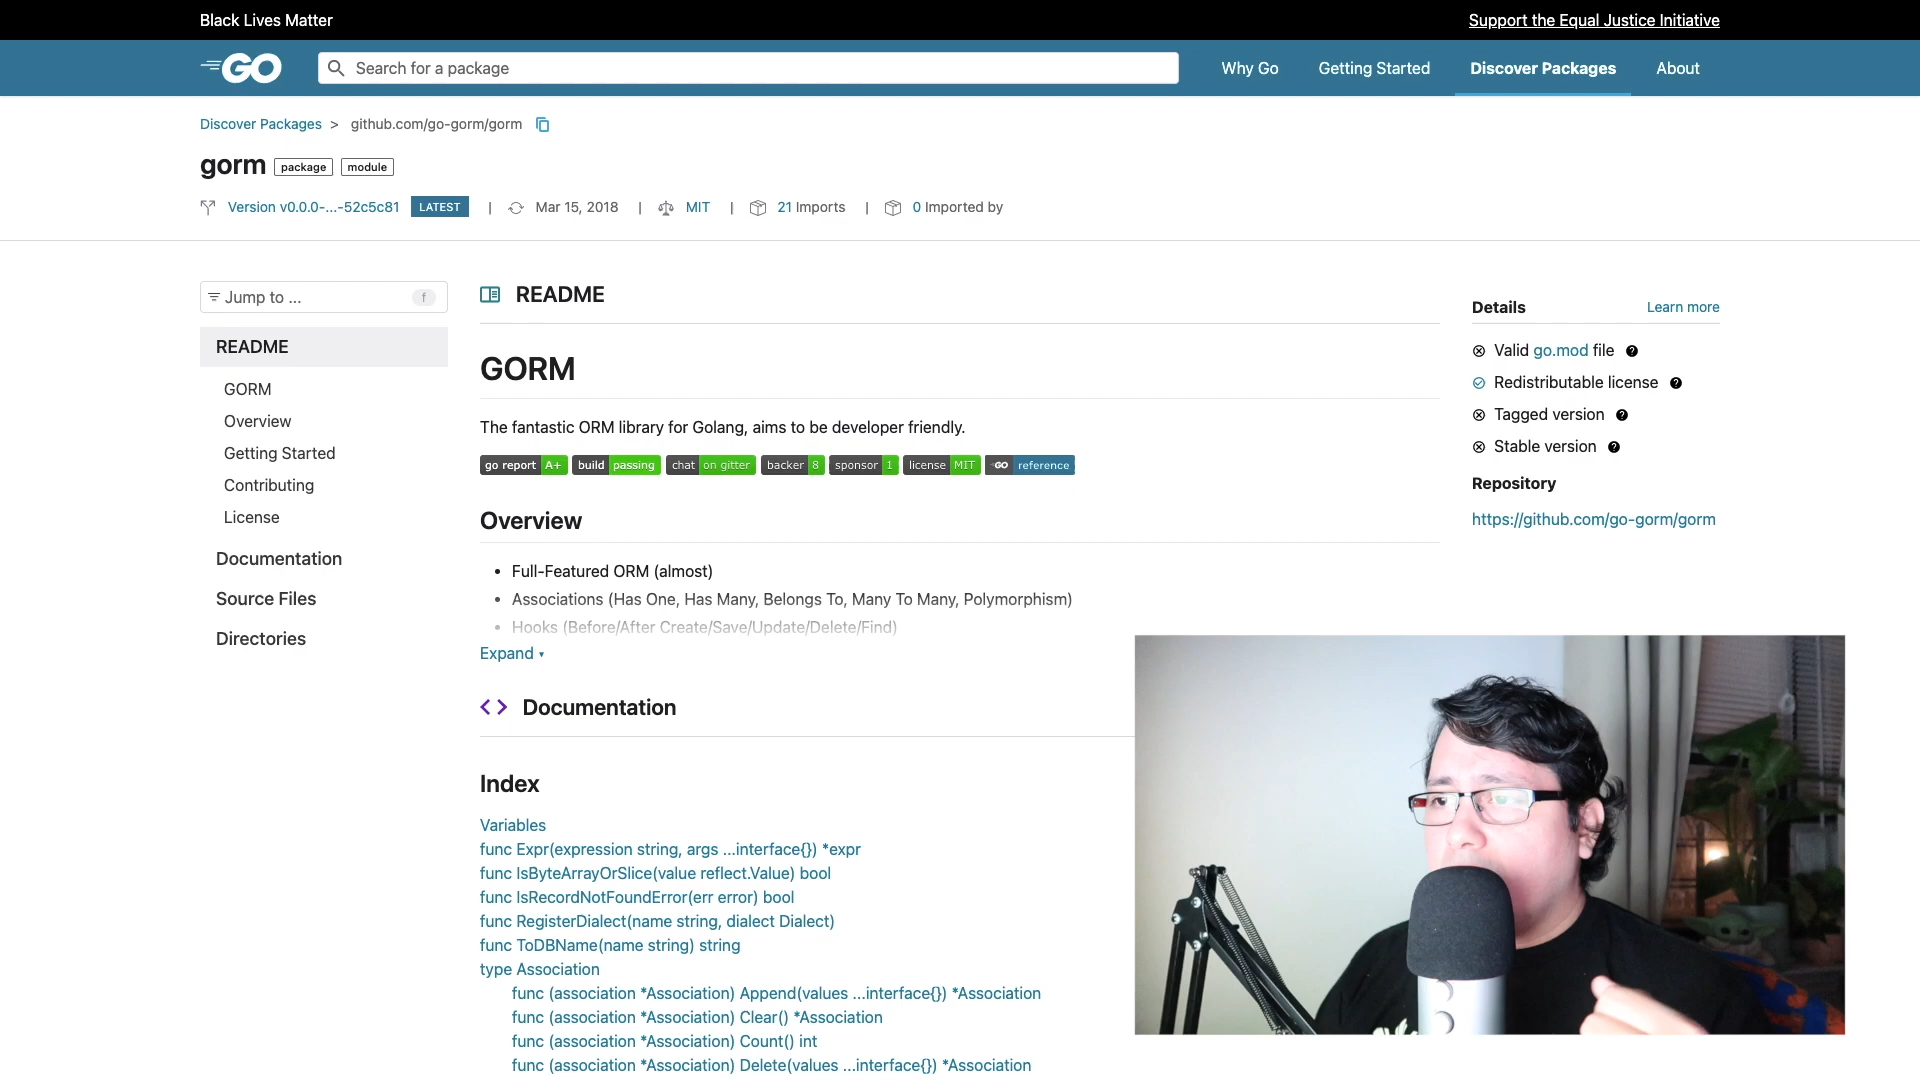 Black Lives Matter
Support the Equal Justice Initiative
GO
Search for a package
Why Go
Getting Started
Discover Packages
About
Discover Packages > github.com/go-gorm/gorm
gorm package module
Version v0.0.0-...-52c5c81 LATEST | Mar 15, 2018 | MIT | 21 Imports | 0 Imported by
Jump to ... f
README
GORM
Overview
Getting Started
Contributing
License
Documentation
Source Files
Directories
README
GORM
The fantastic ORM library for Golang, aims to be developer friendly.
go report A+ build passing chat on gitter backer 8 sponsor 1 license MIT GO reference
Overview
• Full-Featured ORM (almost)
• Associations (Has One, Has Many, Belongs To, Many To Many, Polymorphism)
• Hooks (Before/After Create/Save/Update/Delete/Find)
Expand ▾
<> Documentation
Index
Variables
func Expr(expression string, args ...interface{}) *expr
func IsByteArrayOrSlice(value reflect.Value) bool
func IsRecordNotFoundError(err error) bool
func RegisterDialect(name string, dialect Dialect)
func ToDBName(name string) string
type Association
func (association *Association) Append(values ...interface{}) *Association
func (association *Association) Clear() *Association
func (association *Association) Count() int
func (association *Association) Delete(values ...interface{}) *Association
Details
Learn more
Valid go.mod file ?
Redistributable license ?
Tagged version ?
Stable version ?
Repository
https://github.com/go-gorm/gorm